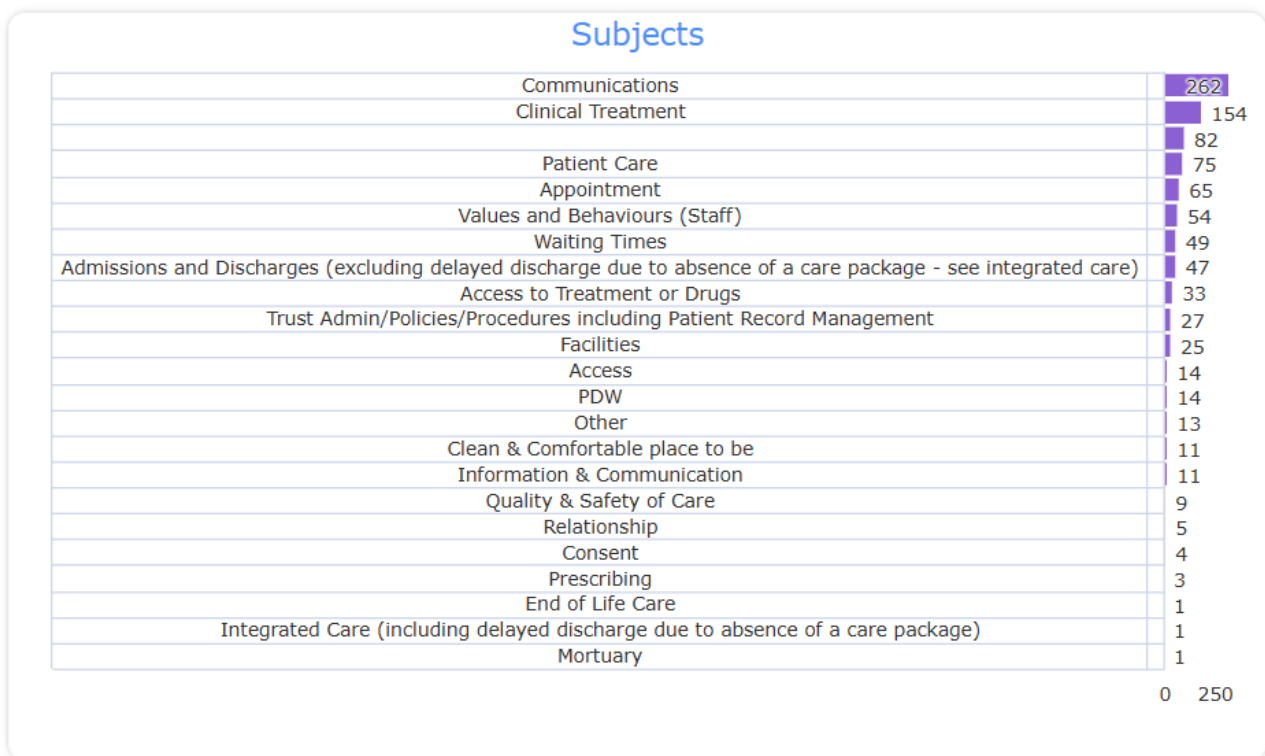 Subjects
Communications 262
Clinical Treatment 154
82
Patient Care 75
Appointment 65
Values and Behaviours (Staff) 54
Waiting Times 49
Admissions and Discharges (excluding delayed discharge due to absence of a care package - see integrated care) 47
Access to Treatment or Drugs 33
Trust Admin/Policies/Procedures including Patient Record Management 27
Facilities 25
Access 14
PDW 14
Other 13
Clean & Comfortable place to be 11
Information & Communication 11
Quality & Safety of Care 9
Relationship 5
Consent 4
Prescribing 3
End of Life Care 1
Integrated Care (including delayed discharge due to absence of a care package) 1
Mortuary 1
0 250